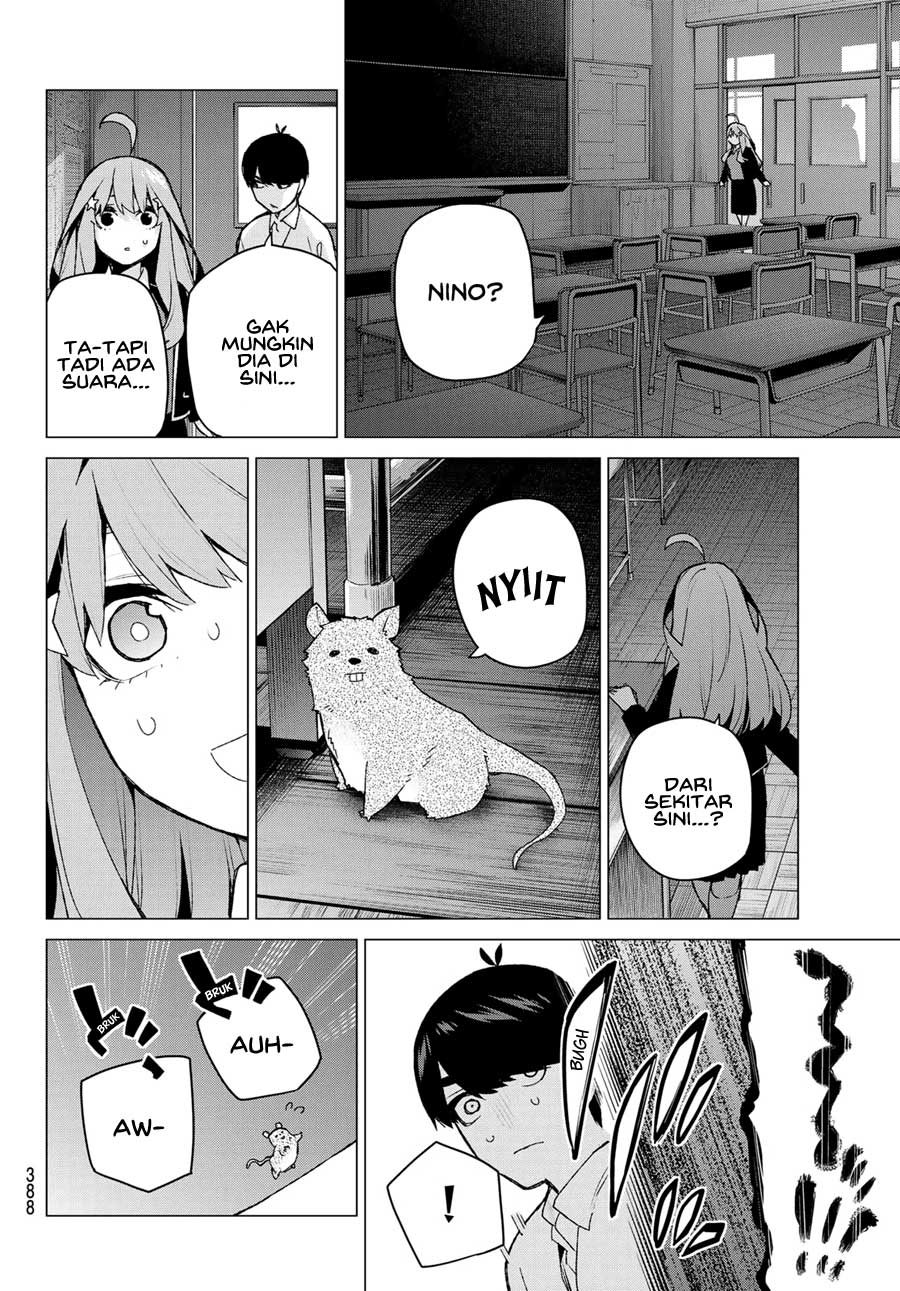 NINO?
GAK
MUNGKIN
DIA DI
SINI...
TA-TAPI
TADI ADA
SUARA...
DARI
SEKITAR
SINI...?
NYIIT
BUGH
!
BRUK
AUH-
BRUK
AW-
388